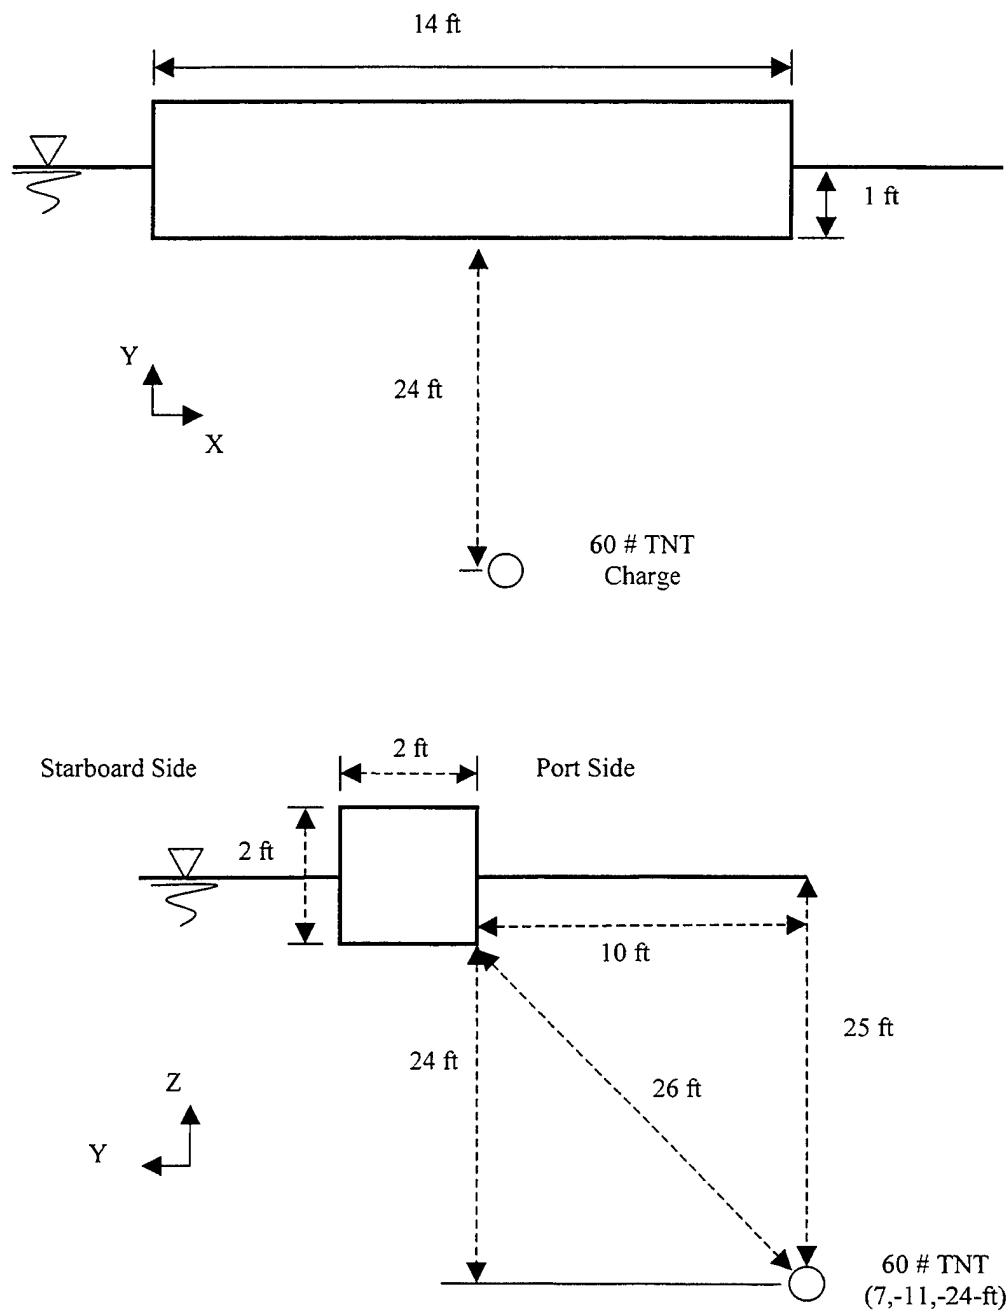 14 ft
1 ft
Y
X
24 ft
60 # TNT
Charge
Starboard Side
2 ft
Port Side
2 ft
10 ft
25 ft
24 ft
26 ft
Z
Y
60 # TNT
(7,-11,-24-ft)